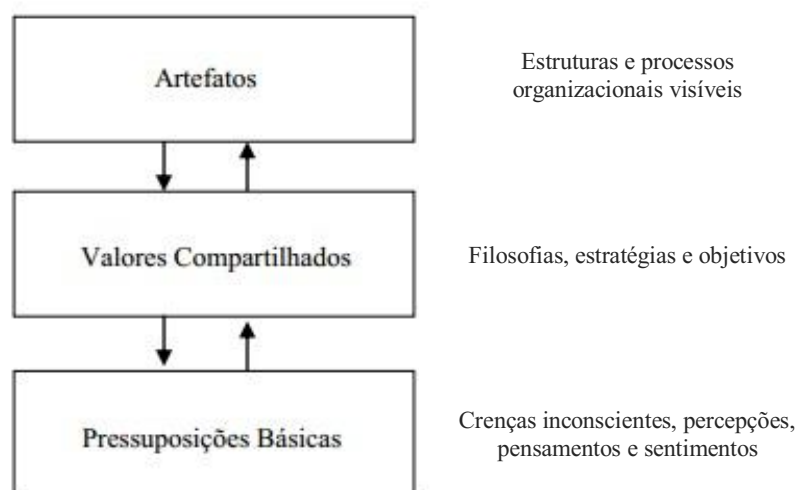 Artefatos
Estruturas e processos
organizacionais visíveis
Valores Compartilhados
Filosofias, estratégias e objetivos
Pressuposições Básicas
Crenças inconscientes, percepções,
pensamentos e sentimentos